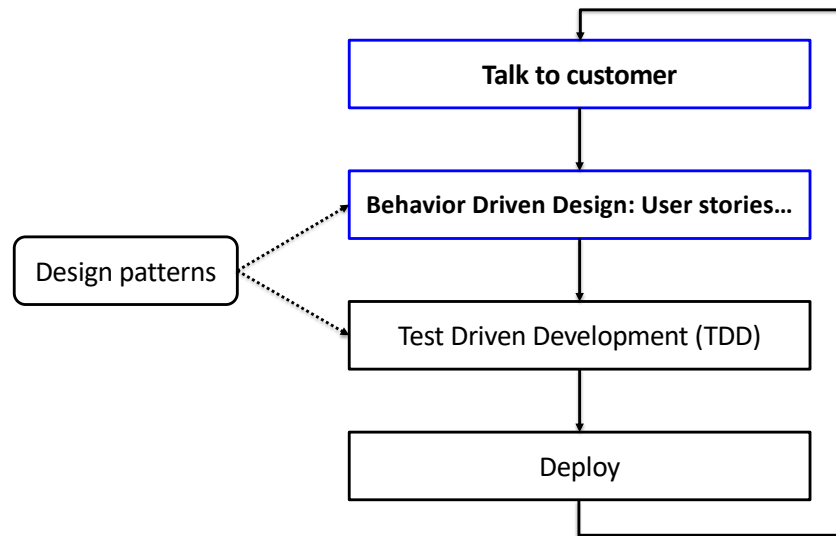 Talk to customer
Behavior Driven Design: User stories…
Design patterns
Test Driven Development (TDD)
Deploy